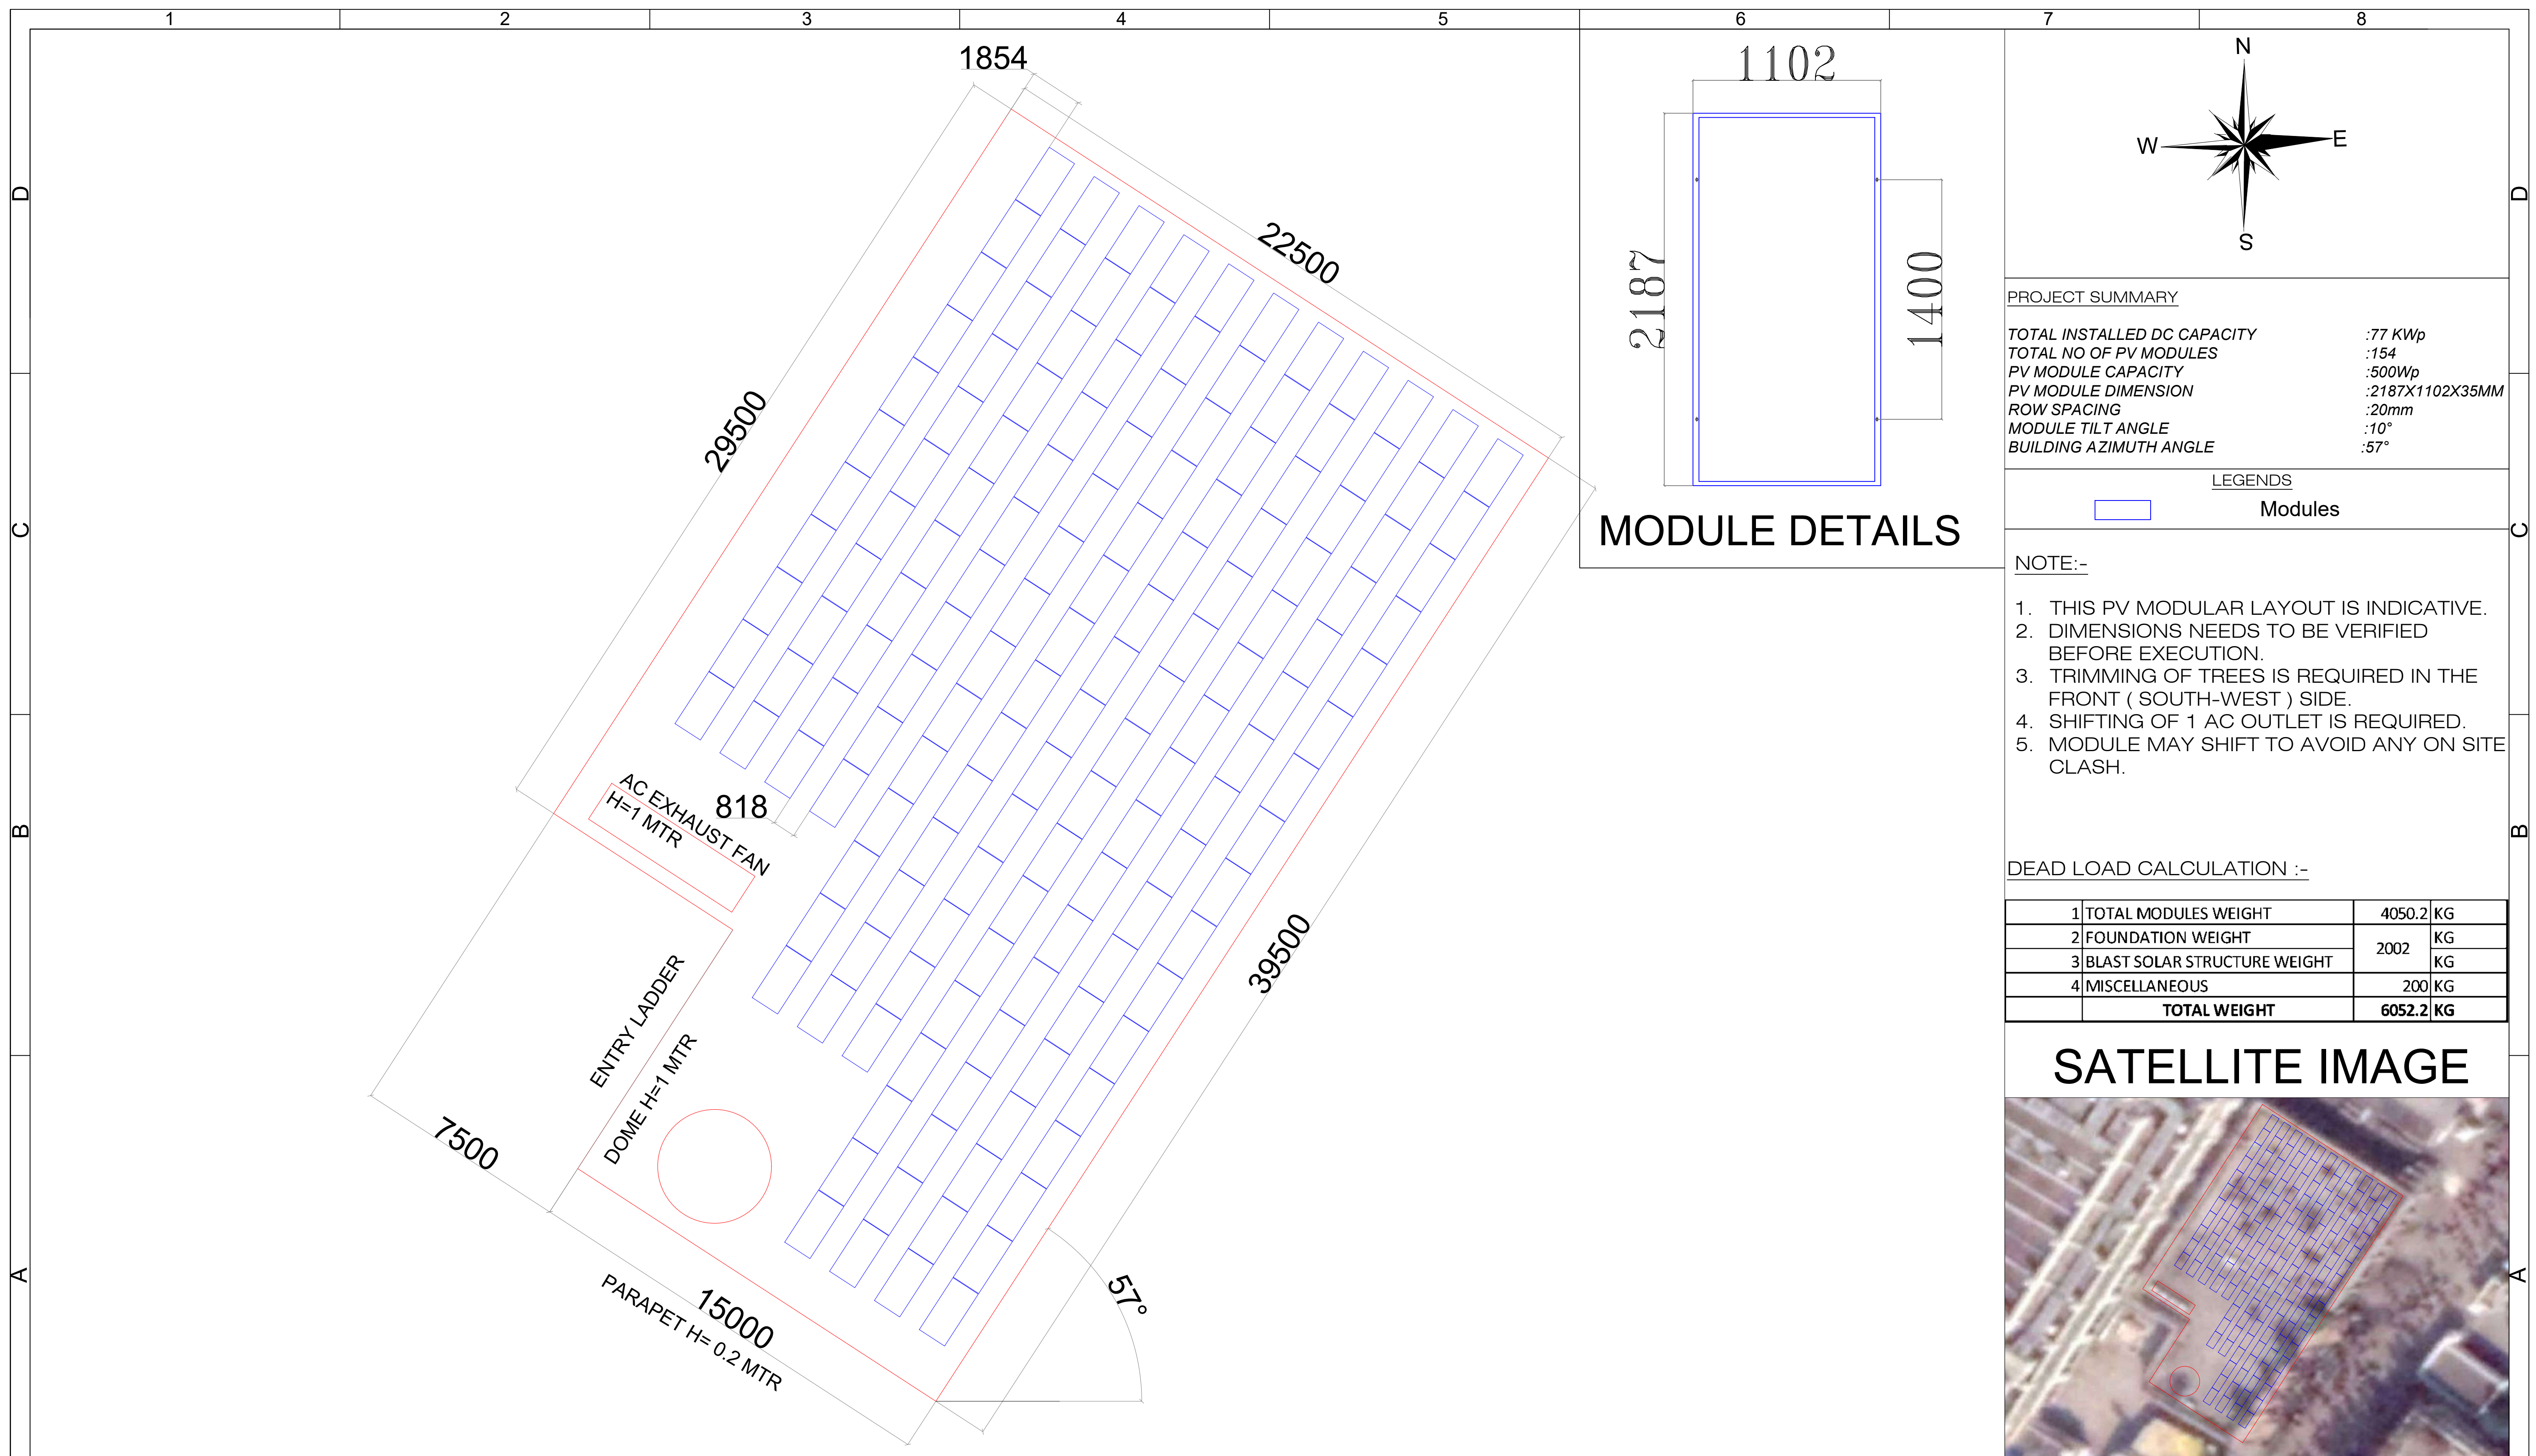 1 2 3 4 5 6 7 8
D
C
B
A
D
C
B
A
1854
22500
29500
39500
818
AC EXHAUST FAN
H=1 MTR
ENTRY LADDER
DOME H=1 MTR
7500
15000
PARAPET H= 0.2 MTR
57°
1102
2187
1400
MODULE DETAILS
N
W
E
S
PROJECT SUMMARY
TOTAL INSTALLED DC CAPACITY :77 KWp
TOTAL NO OF PV MODULES :154
PV MODULE CAPACITY :500Wp
PV MODULE DIMENSION :2187X1102X35MM
ROW SPACING :20mm
MODULE TILT ANGLE :10°
BUILDING AZIMUTH ANGLE :57°
LEGENDS
Modules
NOTE:-
1. THIS PV MODULAR LAYOUT IS INDICATIVE.
2. DIMENSIONS NEEDS TO BE VERIFIED
BEFORE EXECUTION.
3. TRIMMING OF TREES IS REQUIRED IN THE
FRONT ( SOUTH-WEST ) SIDE.
4. SHIFTING OF 1 AC OUTLET IS REQUIRED.
5. MODULE MAY SHIFT TO AVOID ANY ON SITE
CLASH.
DEAD LOAD CALCULATION :-
1 TOTAL MODULES WEIGHT 4050.2 KG
2 FOUNDATION WEIGHT 2002 KG
3 BLAST SOLAR STRUCTURE WEIGHT KG
4 MISCELLANEOUS 200 KG
TOTAL WEIGHT 6052.2 KG
SATELLITE IMAGE